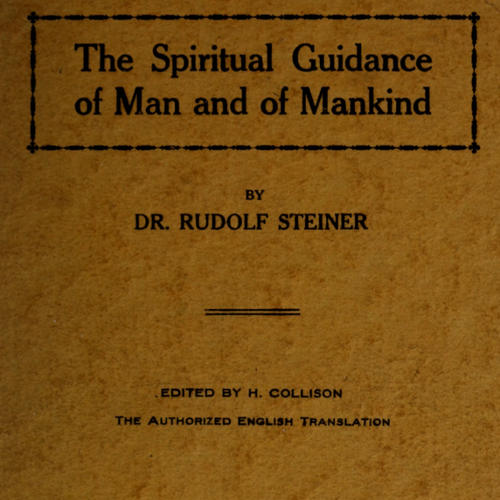 The Spiritual Guidance
of Man and of Mankind
BY
DR. RUDOLF STEINER
EDITED BY H. COLLISON
THE AUTHORIZED ENGLISH TRANSLATION